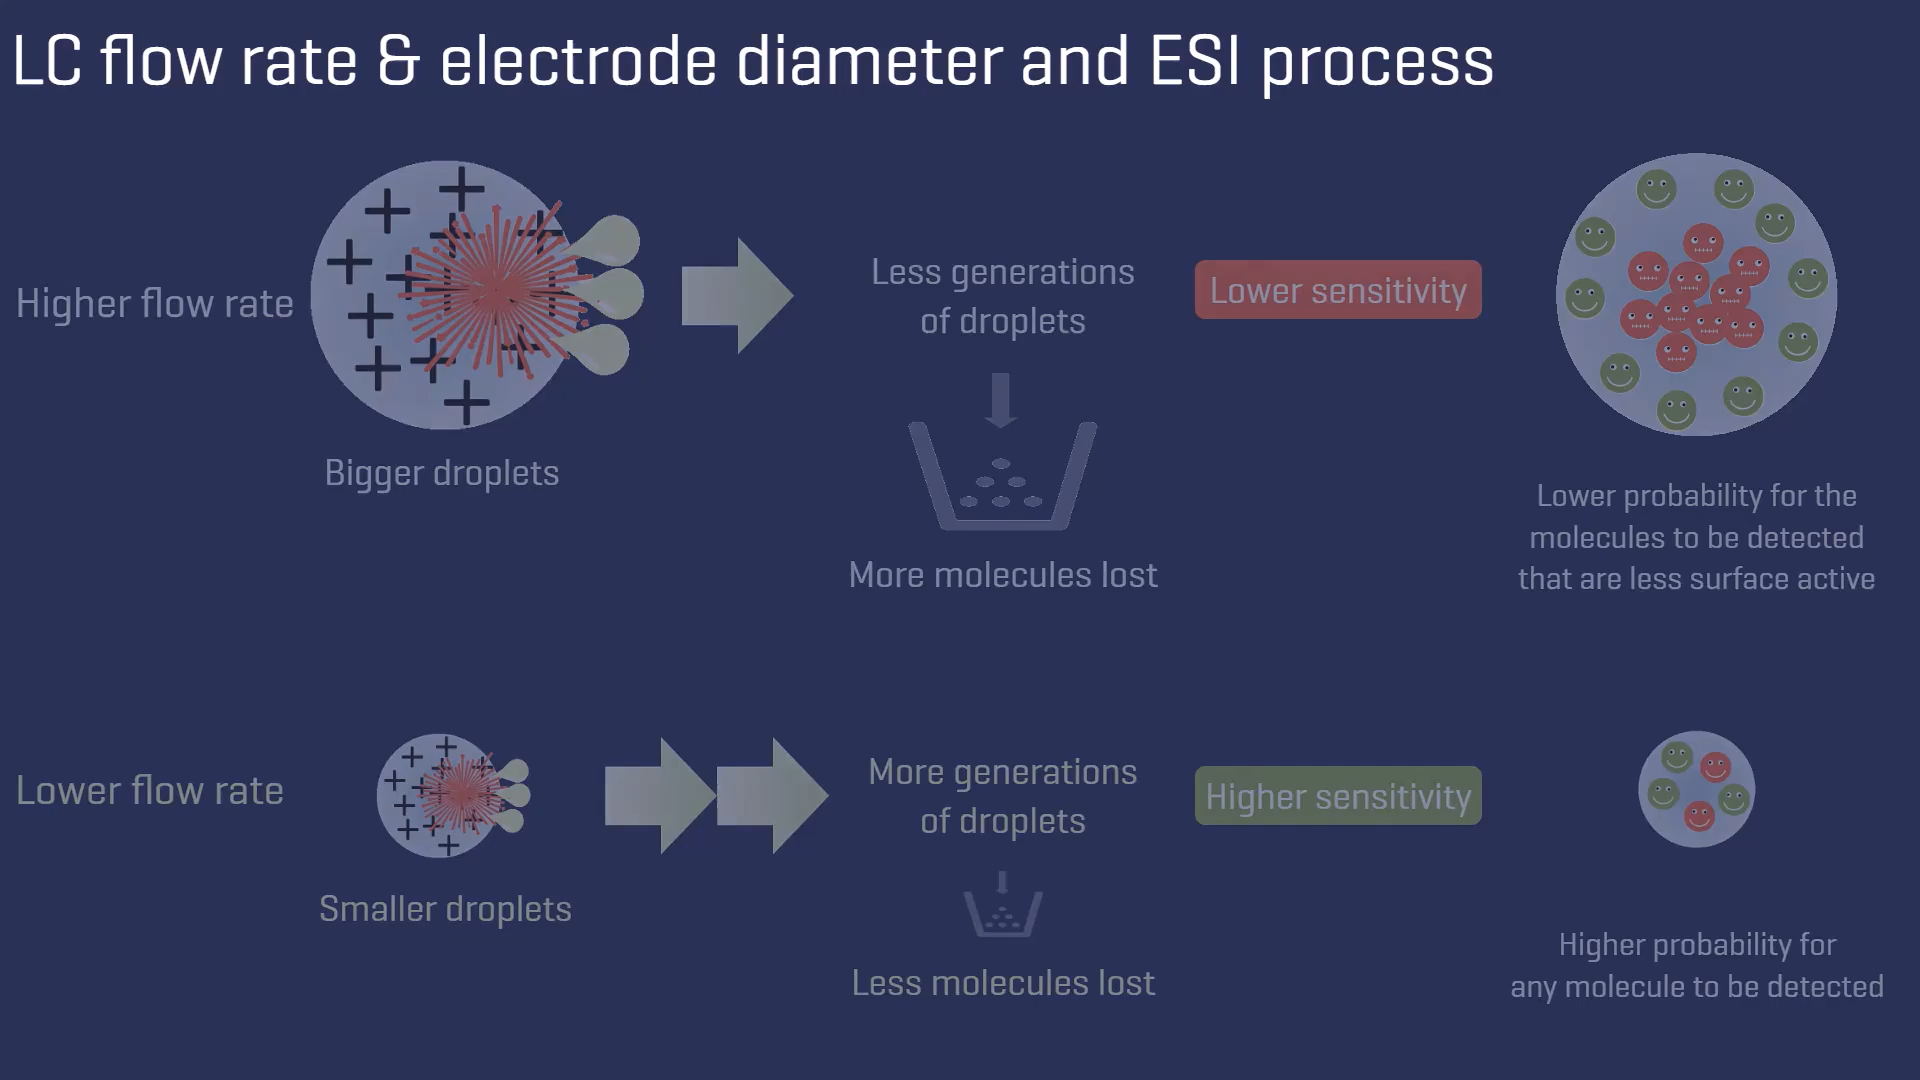 LC flow rate & electrode diameter and ESI process
Higher flow rate
Bigger droplets
Less generations
of droplets
More molecules lost
Lower sensitivity
Lower probability for the
molecules to be detected
that are less surface active
Lower flow rate
Smaller droplets
More generations
of droplets
Less molecules lost
Higher sensitivity
Higher probability for
any molecule to be detected